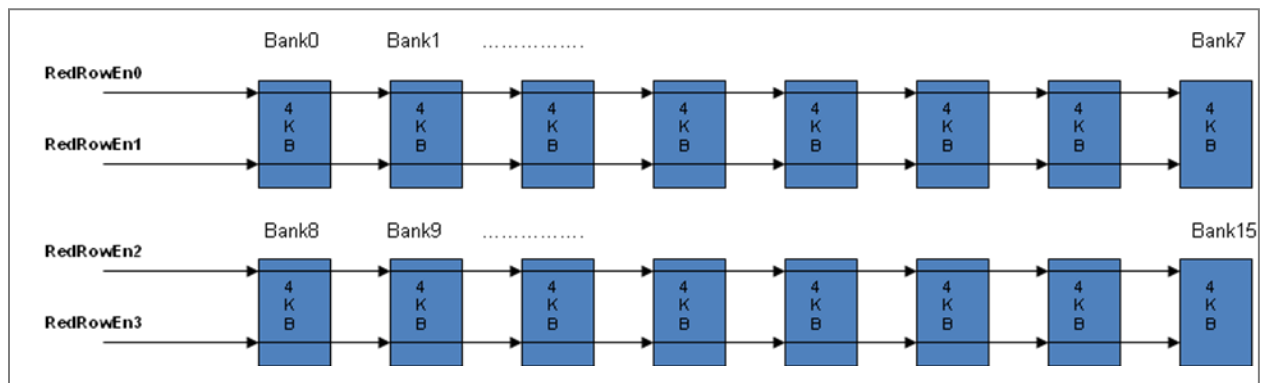 Bank0 Bank1 ................ Bank7
RedRowEn0
4 4 4 4 4 4 4 4
K K K K K K K K
B B B B B B B B
RedRowEn1
Bank8 Bank9 ................ Bank15
RedRowEn2
4 4 4 4 4 4 4 4
K K K K K K K K
B B B B B B B B
RedRowEn3